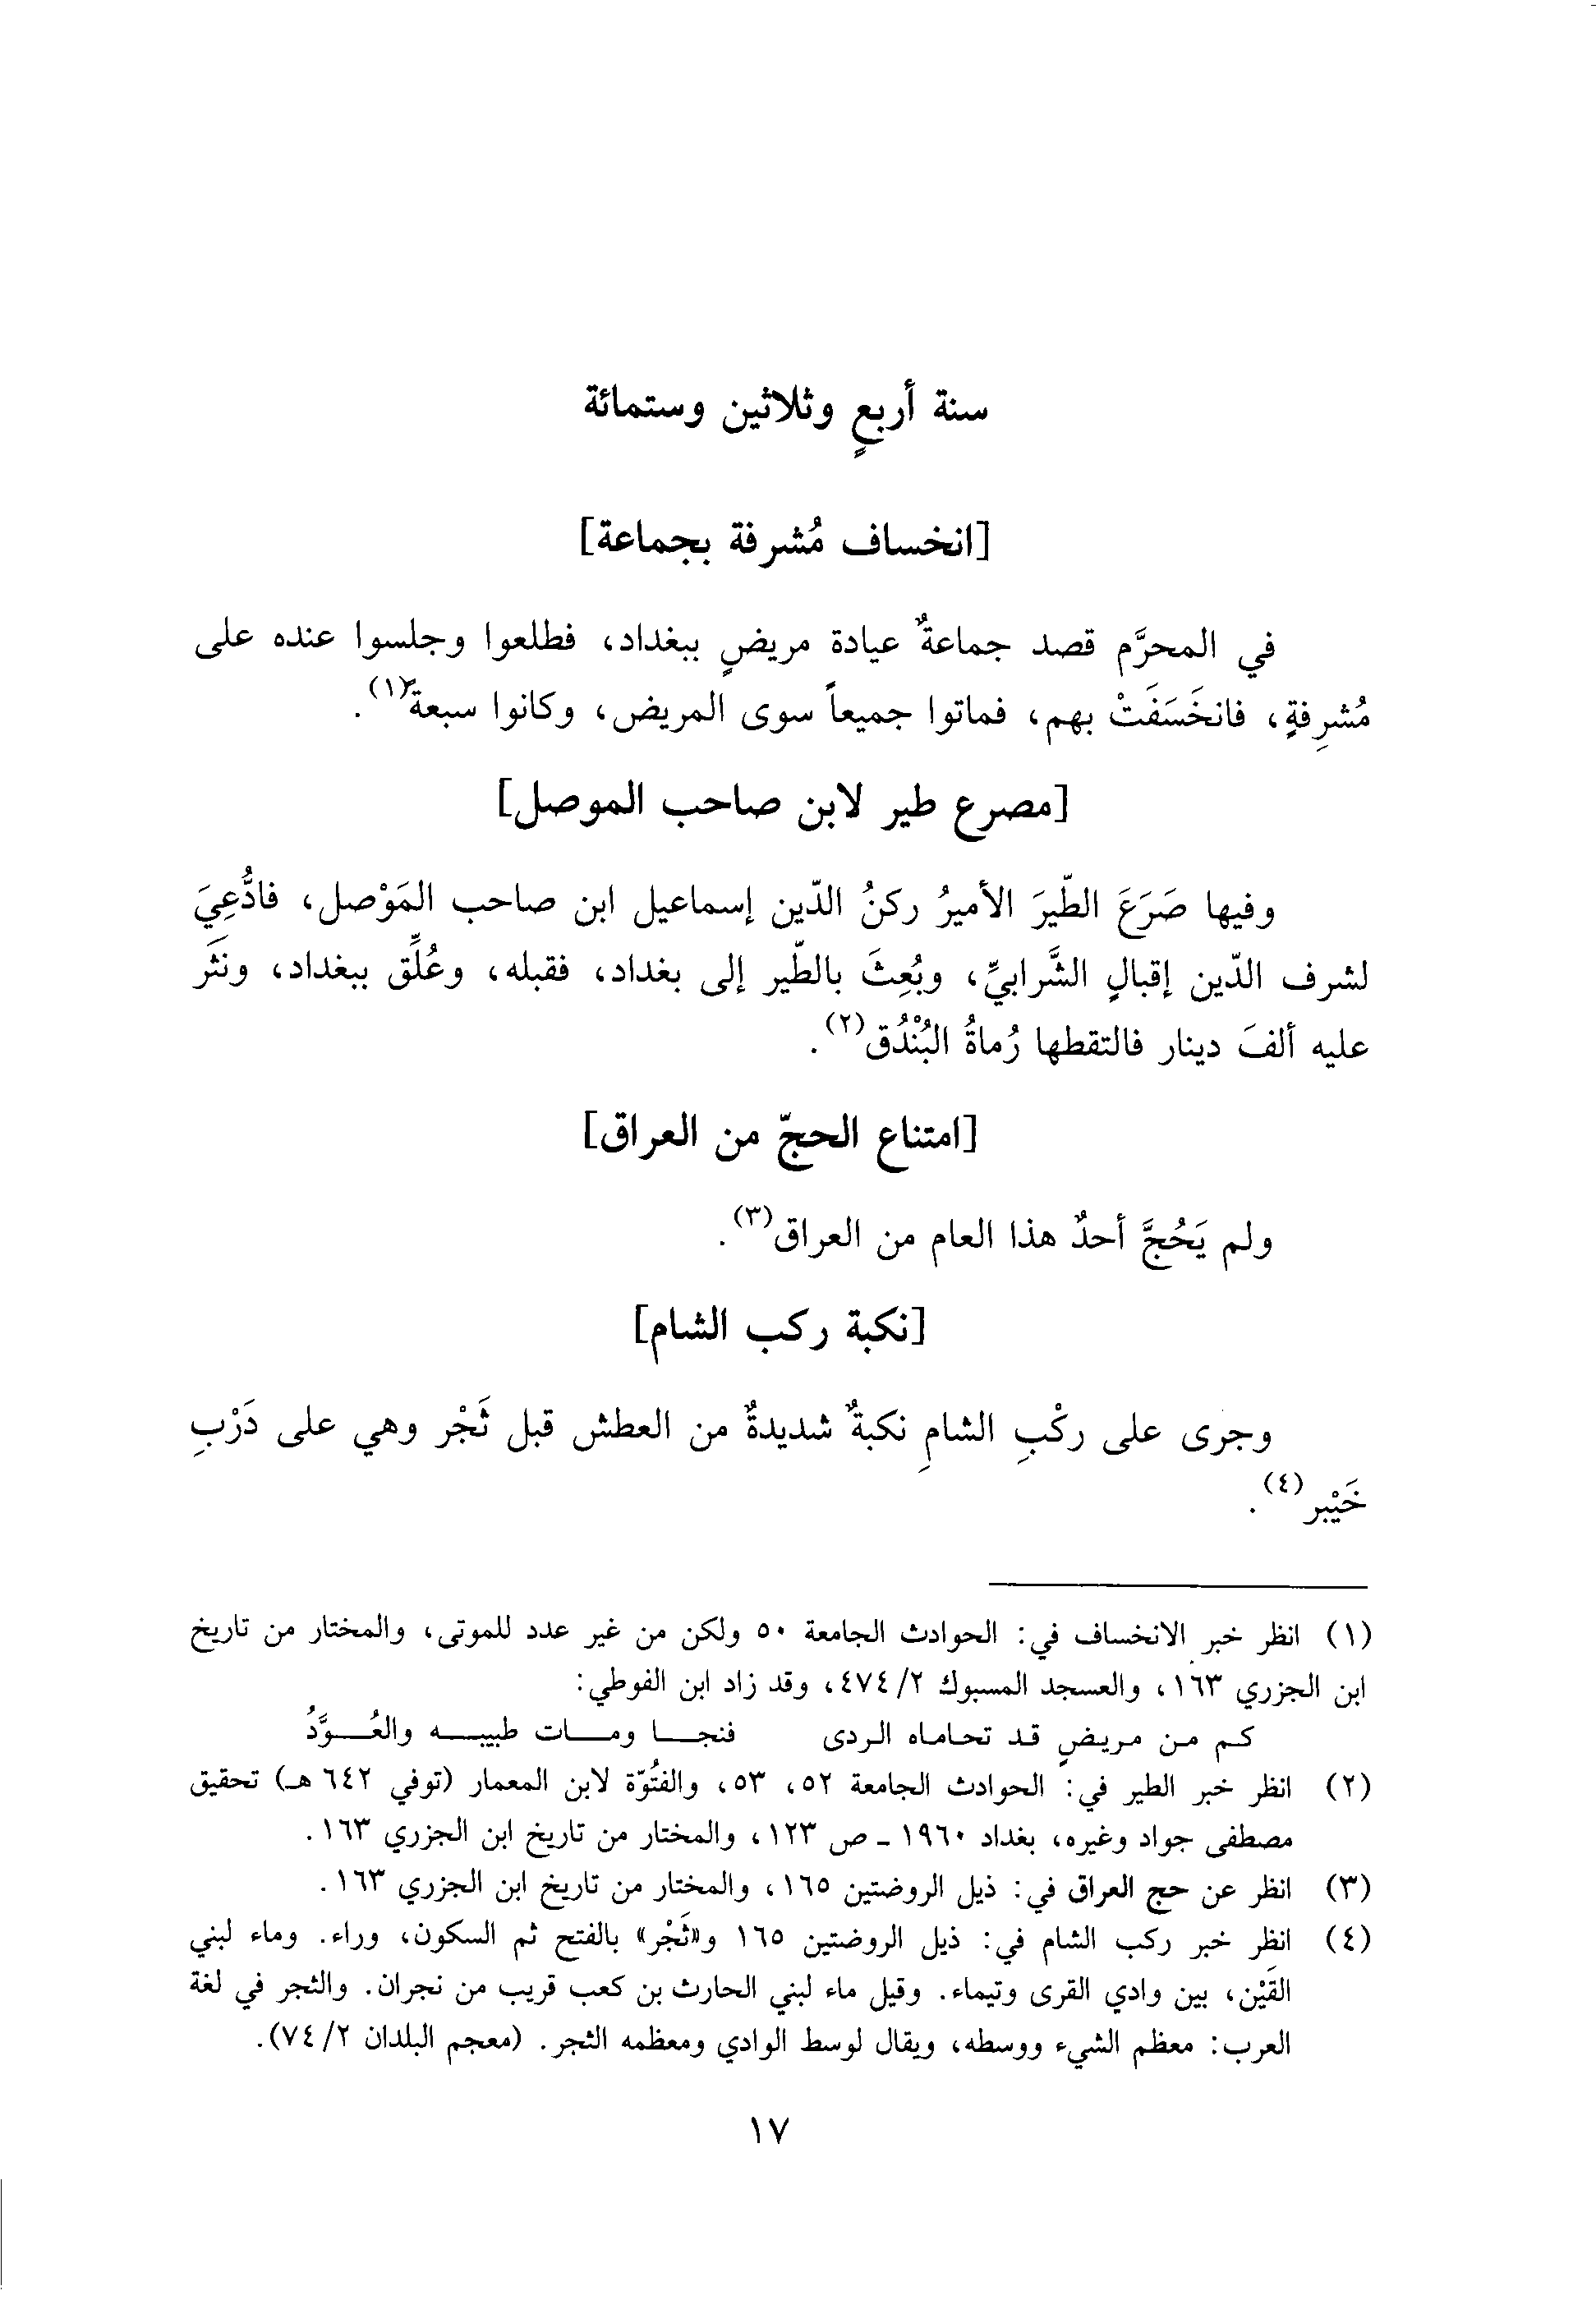 سنة أربعٍ وثلاثين وستمائة
[انخساف مُشرفة بجماعة]
في المحرَّم قصد جماعةٌ عيادة مريضٍ ببغداد، فطلعوا وجلسوا عنده على
مُشرِفةٍ، فانخَسَفَتْ بهم، فماتوا جميعاً سوى المريض، وكانوا سبعة(١).
[مصرع طير لابن صاحب الموصل]
وفيها صَرَعَ الطّيرَ الأميرُ ركنُ الدّين إسماعيل ابن صاحب المَوْصل، فادُّعِيَ
لشرف الدّين إقبالٍ الشَّرابيِّ، وبُعِثَ بالطّير إلى بغداد، فقبله، وعُلِّق ببغداد، ونَثَر
عليه ألفَ دينار فالتقطها رُماةُ البُنْدُق(٢).
[امتناع الحجّ من العراق]
ولم يَحُجَّ أحدٌ هذا العام من العراق(٣).
[نكبة ركب الشام]
وجرى على ركْبِ الشامِ نكبةٌ شديدةٌ من العطش قبل ثَجْر وهي على دَرْبِ
خَيْبر(٤).
(١) انظر خبر الانخساف في: الحوادث الجامعة ٥٠ ولكن من غير عدد للموتى، والمختار من تاريخ
ابن الجزري ١٦٣، والعسجد المسبوك ٢/ ٤٧٤، وقد زاد ابن الفوطي:
كم من مريضٍ قد تحاماه الردى فنجا ومات طبيبه والعُوَّدُ
(٢) انظر خبر الطير في: الحوادث الجامعة ٥٢، ٥٣، والفتُوّة لابن المعمار (توفي ٦٤٢ هـ) تحقيق
مصطفى جواد وغيره، بغداد ١٩٦٠ - ص ١٢٣، والمختار من تاريخ ابن الجزري ١٦٣.
(٣) انظر عن حج العراق في: ذيل الروضتين ١٦٥، والمختار من تاريخ ابن الجزري ١٦٣.
(٤) انظر خبر ركب الشام في: ذيل الروضتين ١٦٥ و«ثَجْر» بالفتح ثم السكون، وراء. وماء لبني
القَيْن، بين وادي القرى وتيماء. وقيل ماء لبني الحارث بن كعب قريب من نجران. والثجر في لغة
العرب: معظم الشيء ووسطه، ويقال لوسط الوادي ومعظمه الثجر. (معجم البلدان ٢/ ٧٤).
١٧